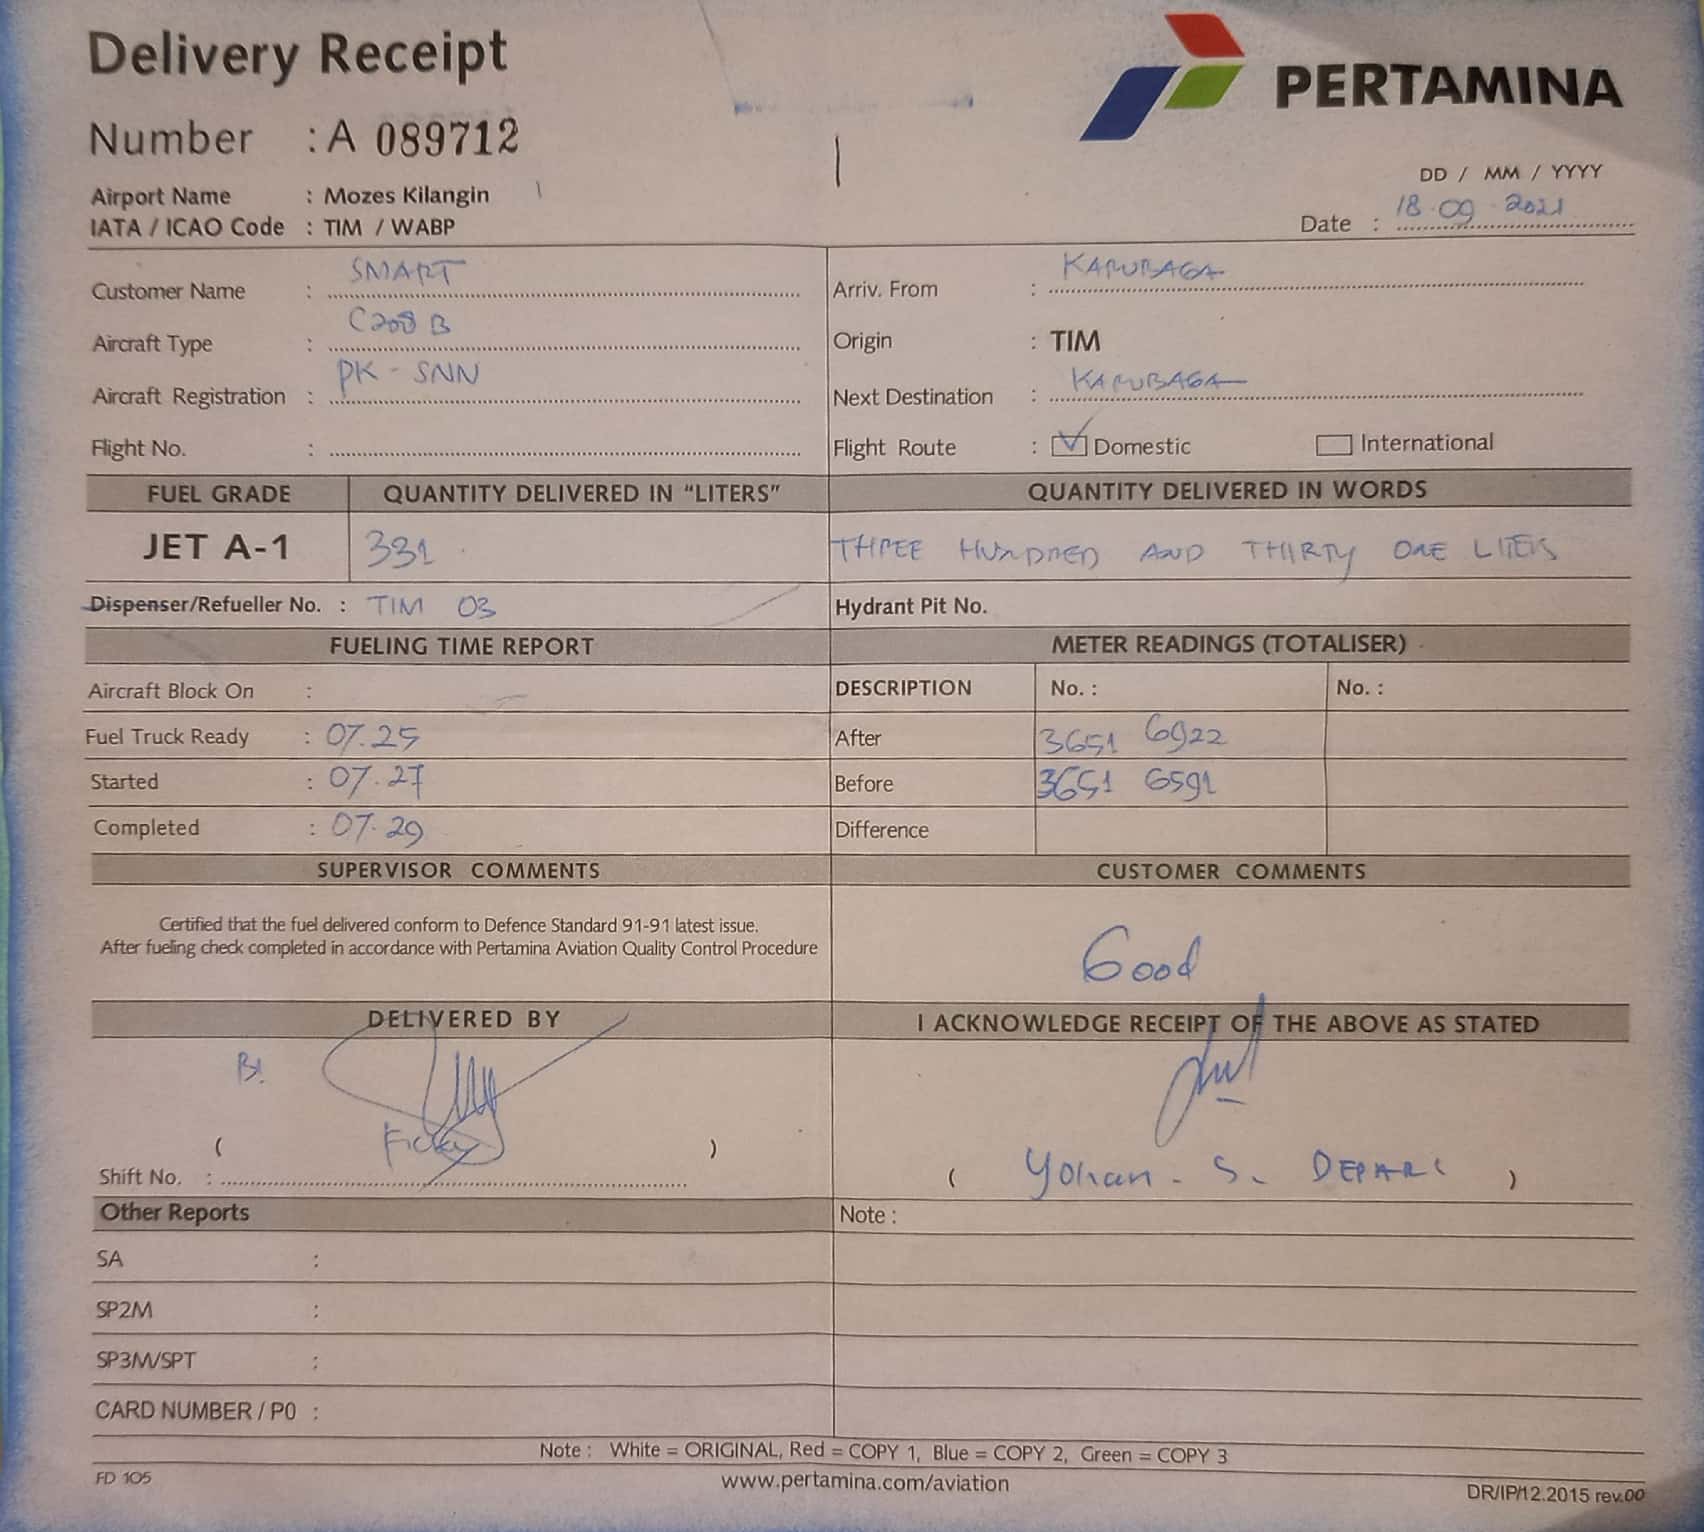 Delivery Receipt
PERTAMINA
Number : A 089712
DD / MM / YYYY
Airport Name : Mozes Kilangin
Date : 18.09.2021
IATA / ICAO Code : TIM / WABP
Customer Name : SMART
Arriv. From : KARUBAGA
Aircraft Type : C208 B
Origin : TIM
Aircraft Registration : PK - SNN
Next Destination : KARUBAGA
Flight No. :
Flight Route : Domestic International
FUEL GRADE QUANTITY DELIVERED IN "LITERS" QUANTITY DELIVERED IN WORDS
JET A-1 331 THREE HUNDRED AND THIRTY ONE LITERS
Dispenser/Refueller No. : TIM 03 Hydrant Pit No.
FUELING TIME REPORT METER READINGS (TOTALISER)
Aircraft Block On : DESCRIPTION No. : No. :
Fuel Truck Ready : 07.25 After 3651 6922
Started : 07.27 Before 3651 6591
Completed : 07.29 Difference
SUPERVISOR COMMENTS CUSTOMER COMMENTS
Certified that the fuel delivered conform to Defence Standard 91-91 latest issue.
After fueling check completed in accordance with Pertamina Aviation Quality Control Procedure
Good
DELIVERED BY I ACKNOWLEDGE RECEIPT OF THE ABOVE AS STATED
( )
Shift No. :
( Yohan - S. DEPARI )
Other Reports Note :
SA :
SP2M :
SP3M/SPT :
CARD NUMBER / P0 :
Note : White = ORIGINAL, Red = COPY 1, Blue = COPY 2, Green = COPY 3
FD 105 www.pertamina.com/aviation DR/IP/12.2015 rev.00